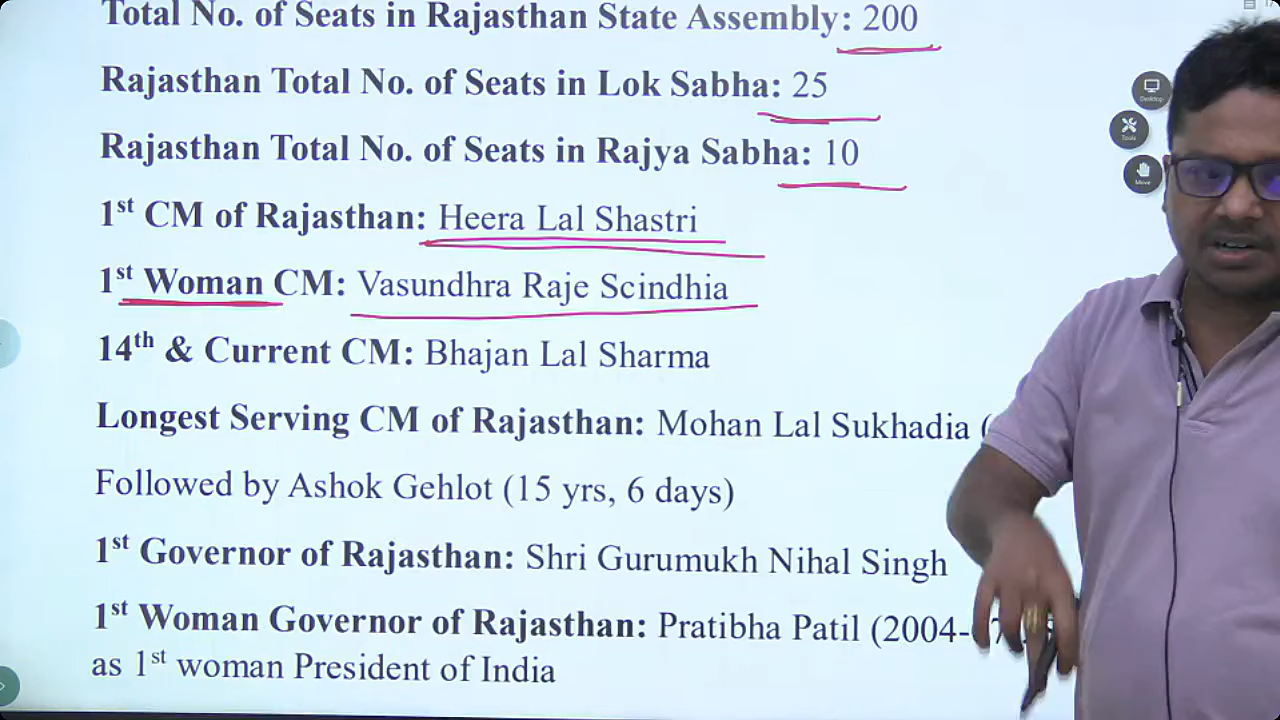 Total No. of Seats in Rajasthan State Assembly: 200
Rajasthan Total No. of Seats in Lok Sabha: 25
Rajasthan Total No. of Seats in Rajya Sabha: 10
1st CM of Rajasthan: Heera Lal Shastri
1st Woman CM: Vasundhra Raje Scindhia
14th & Current CM: Bhajan Lal Sharma
Longest Serving CM of Rajasthan: Mohan Lal Sukhadia (
Followed by Ashok Gehlot (15 yrs, 6 days)
1st Governor of Rajasthan: Shri Gurumukh Nihal Singh
1st Woman Governor of Rajasthan: Pratibha Patil (2004-
as 1st woman President of India
Desktop
Tools
Move